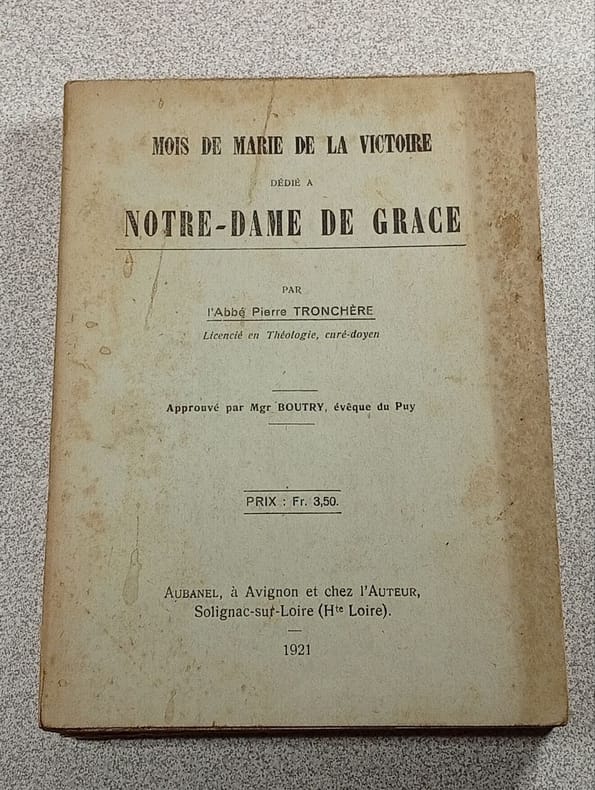 MOIS DE MARIE DE LA VICTOIRE
DÉDIÉ A
NOTRE-DAME DE GRACE
PAR
l'Abbé Pierre TRONCHÈRE
Licencié en Théologie, curé-doyen
Approuvé par Mgr BOUTRY, évêque du Puy
PRIX : Fr. 3,50.
AUBANEL, à Avignon et chez l'AUTEUR,
Solignac-sur-Loire (Hte Loire).
1921